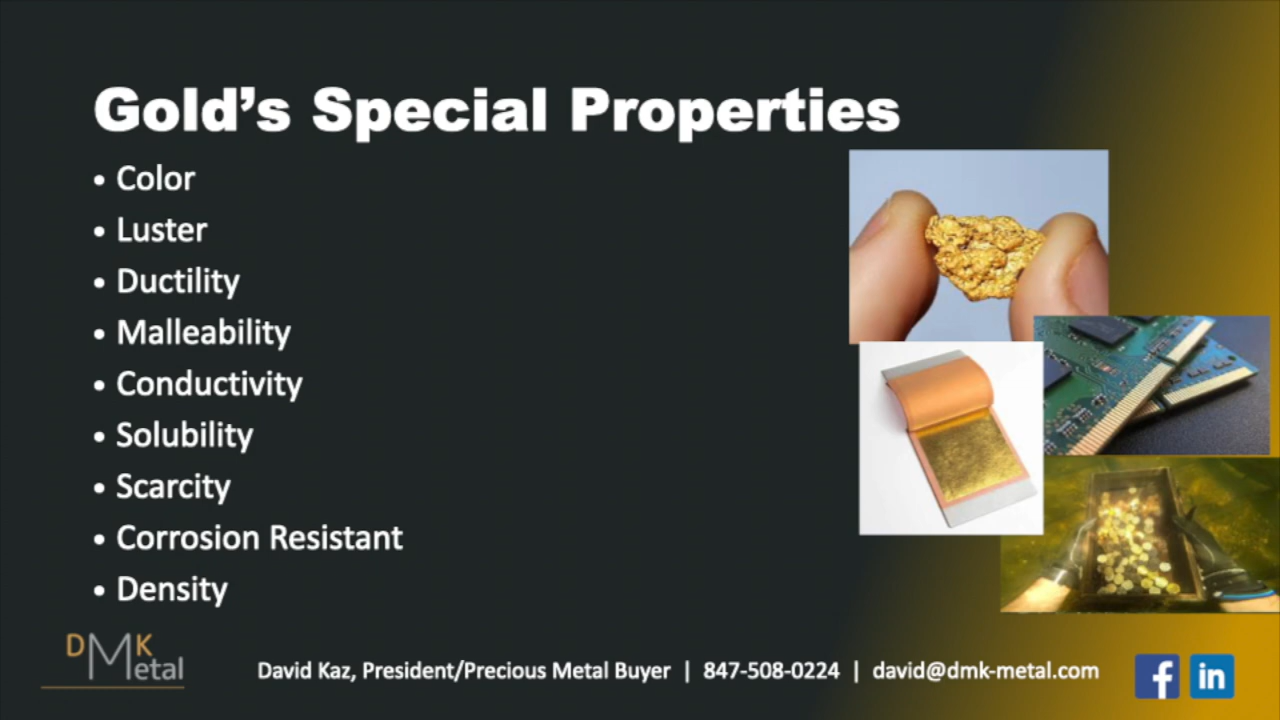 Gold’s Special Properties
• Color
• Luster
• Ductility
• Malleability
• Conductivity
• Solubility
• Scarcity
• Corrosion Resistant
• Density
DMK
Metal
David Kaz, President/Precious Metal Buyer | 847-508-0224 | david@dmk-metal.com
f in